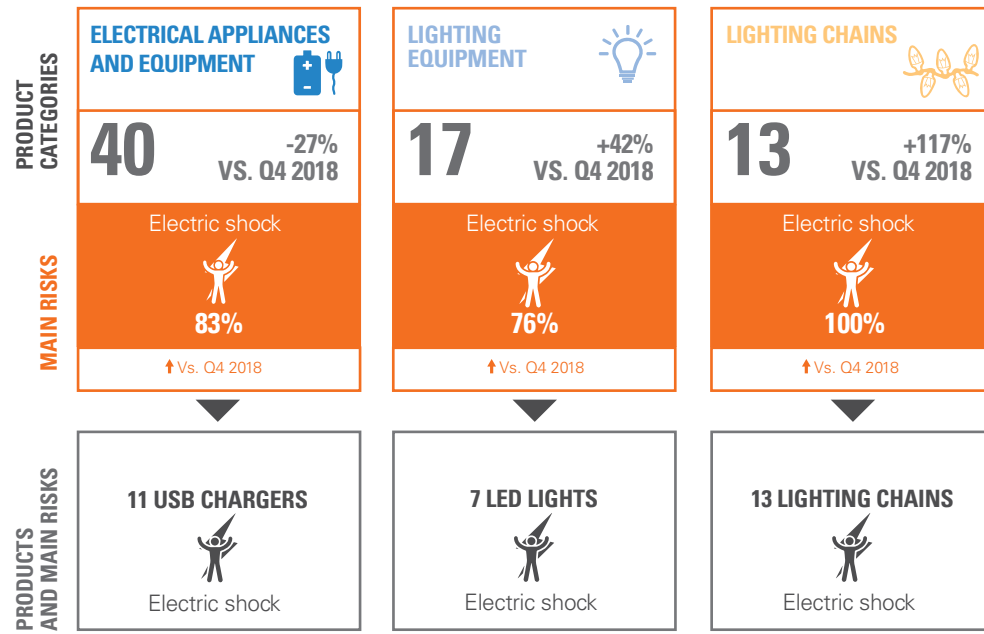 PRODUCT
CATEGORIES
ELECTRICAL APPLIANCES
AND EQUIPMENT
LIGHTING
EQUIPMENT
LIGHTING CHAINS
40
-27%
VS. Q4 2018
17
+42%
VS. Q4 2018
13
+117%
VS. Q4 2018
MAIN RISKS
Electric shock
83%
Vs. Q4 2018
Electric shock
76%
Vs. Q4 2018
Electric shock
100%
Vs. Q4 2018
PRODUCTS
AND MAIN RISKS
11 USB CHARGERS
Electric shock
7 LED LIGHTS
Electric shock
13 LIGHTING CHAINS
Electric shock